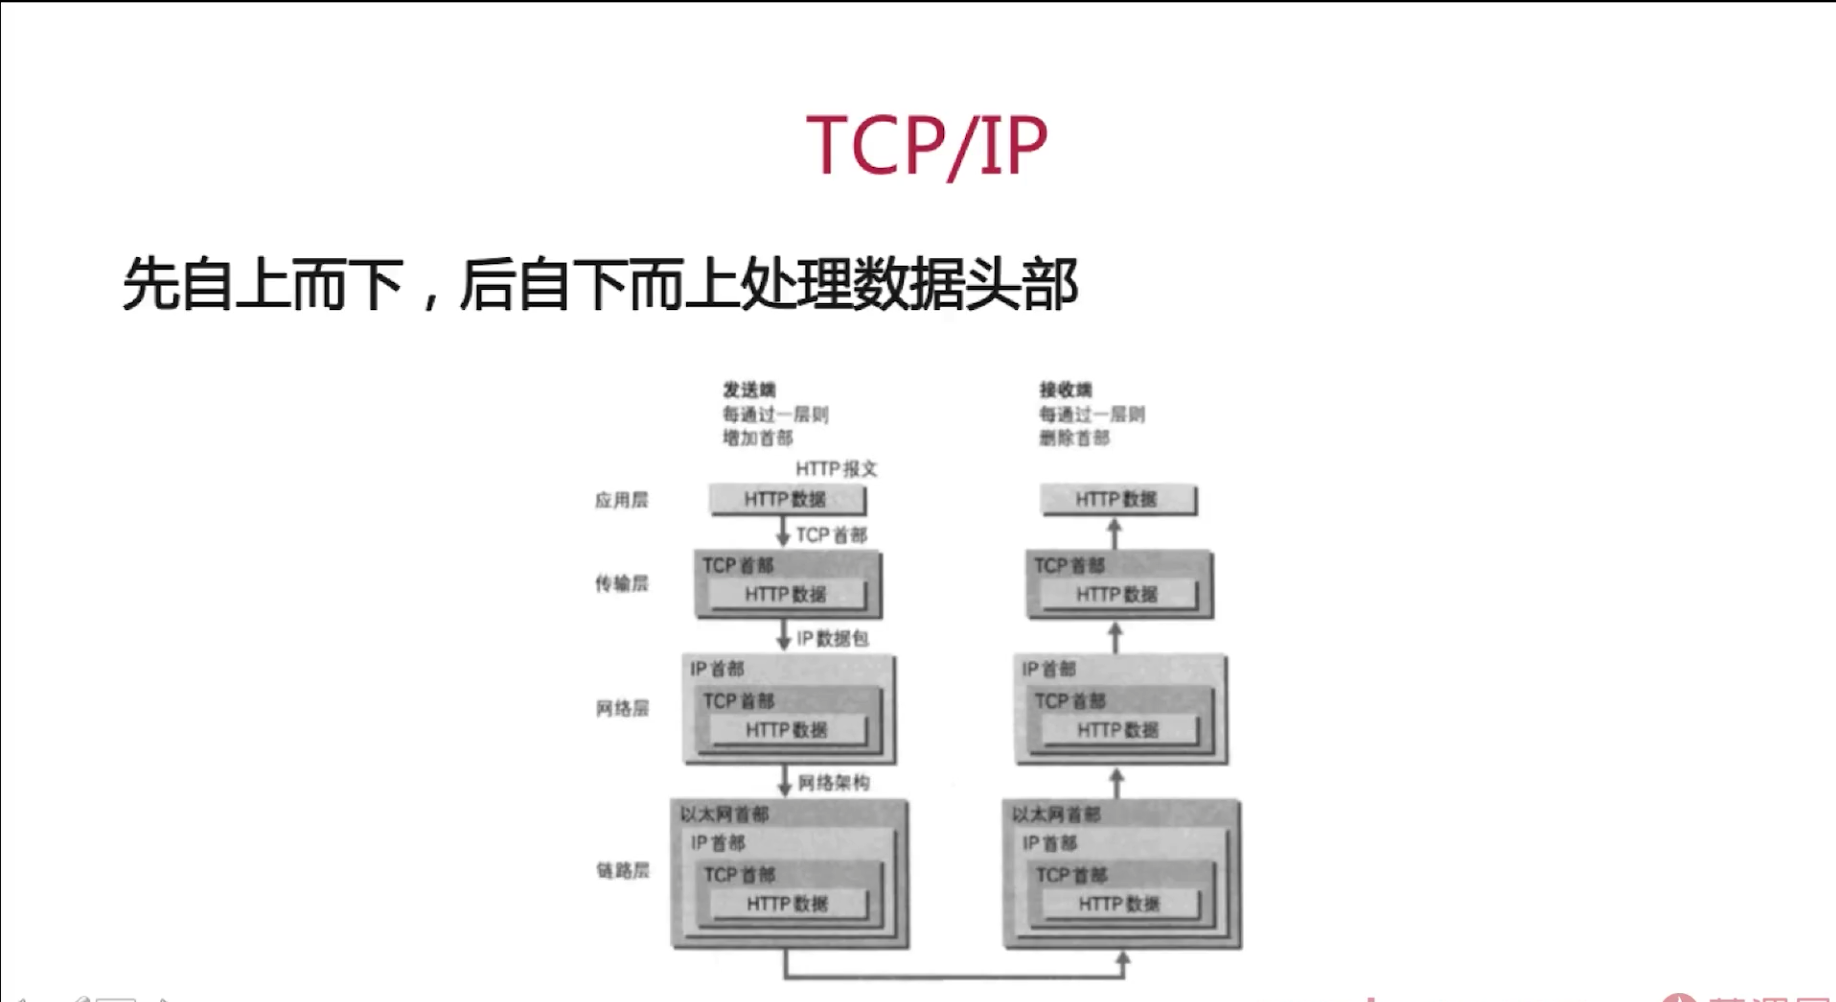 TCP/IP
先自上而下，后自下而上处理数据头部
发送端
每通过一层则
增加首部
接收端
每通过一层则
删除首部
HTTP报文
应用层
HTTP数据
HTTP数据
TCP首部
传输层
TCP首部
HTTP数据
TCP首部
HTTP数据
IP数据包
网络层
IP首部
TCP首部
HTTP数据
IP首部
TCP首部
HTTP数据
网络架构
链路层
以太网首部
IP首部
TCP首部
HTTP数据
以太网首部
IP首部
TCP首部
HTTP数据